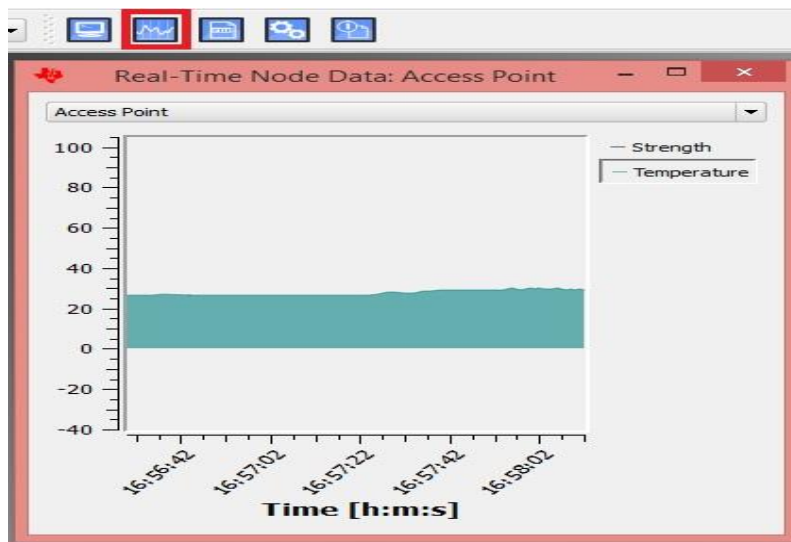 Real-Time Node Data: Access Point
Access Point
Strength
Temperature
100
80
60
40
20
0
-20
-40
16:56:42
16:57:02
16:57:22
16:57:42
16:58:02
Time [h:m:s]